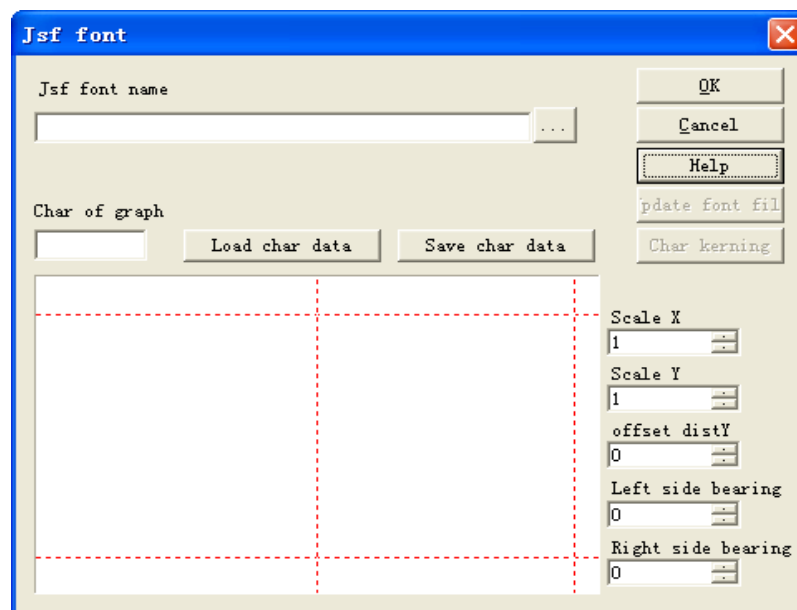 Jsf font
Jsf font name
...
OK
Cancel
Help
pdate font fil
Char kerning
Char of graph
Load char data
Save char data
Scale X
1
Scale Y
1
offset distY
0
Left side bearing
0
Right side bearing
0